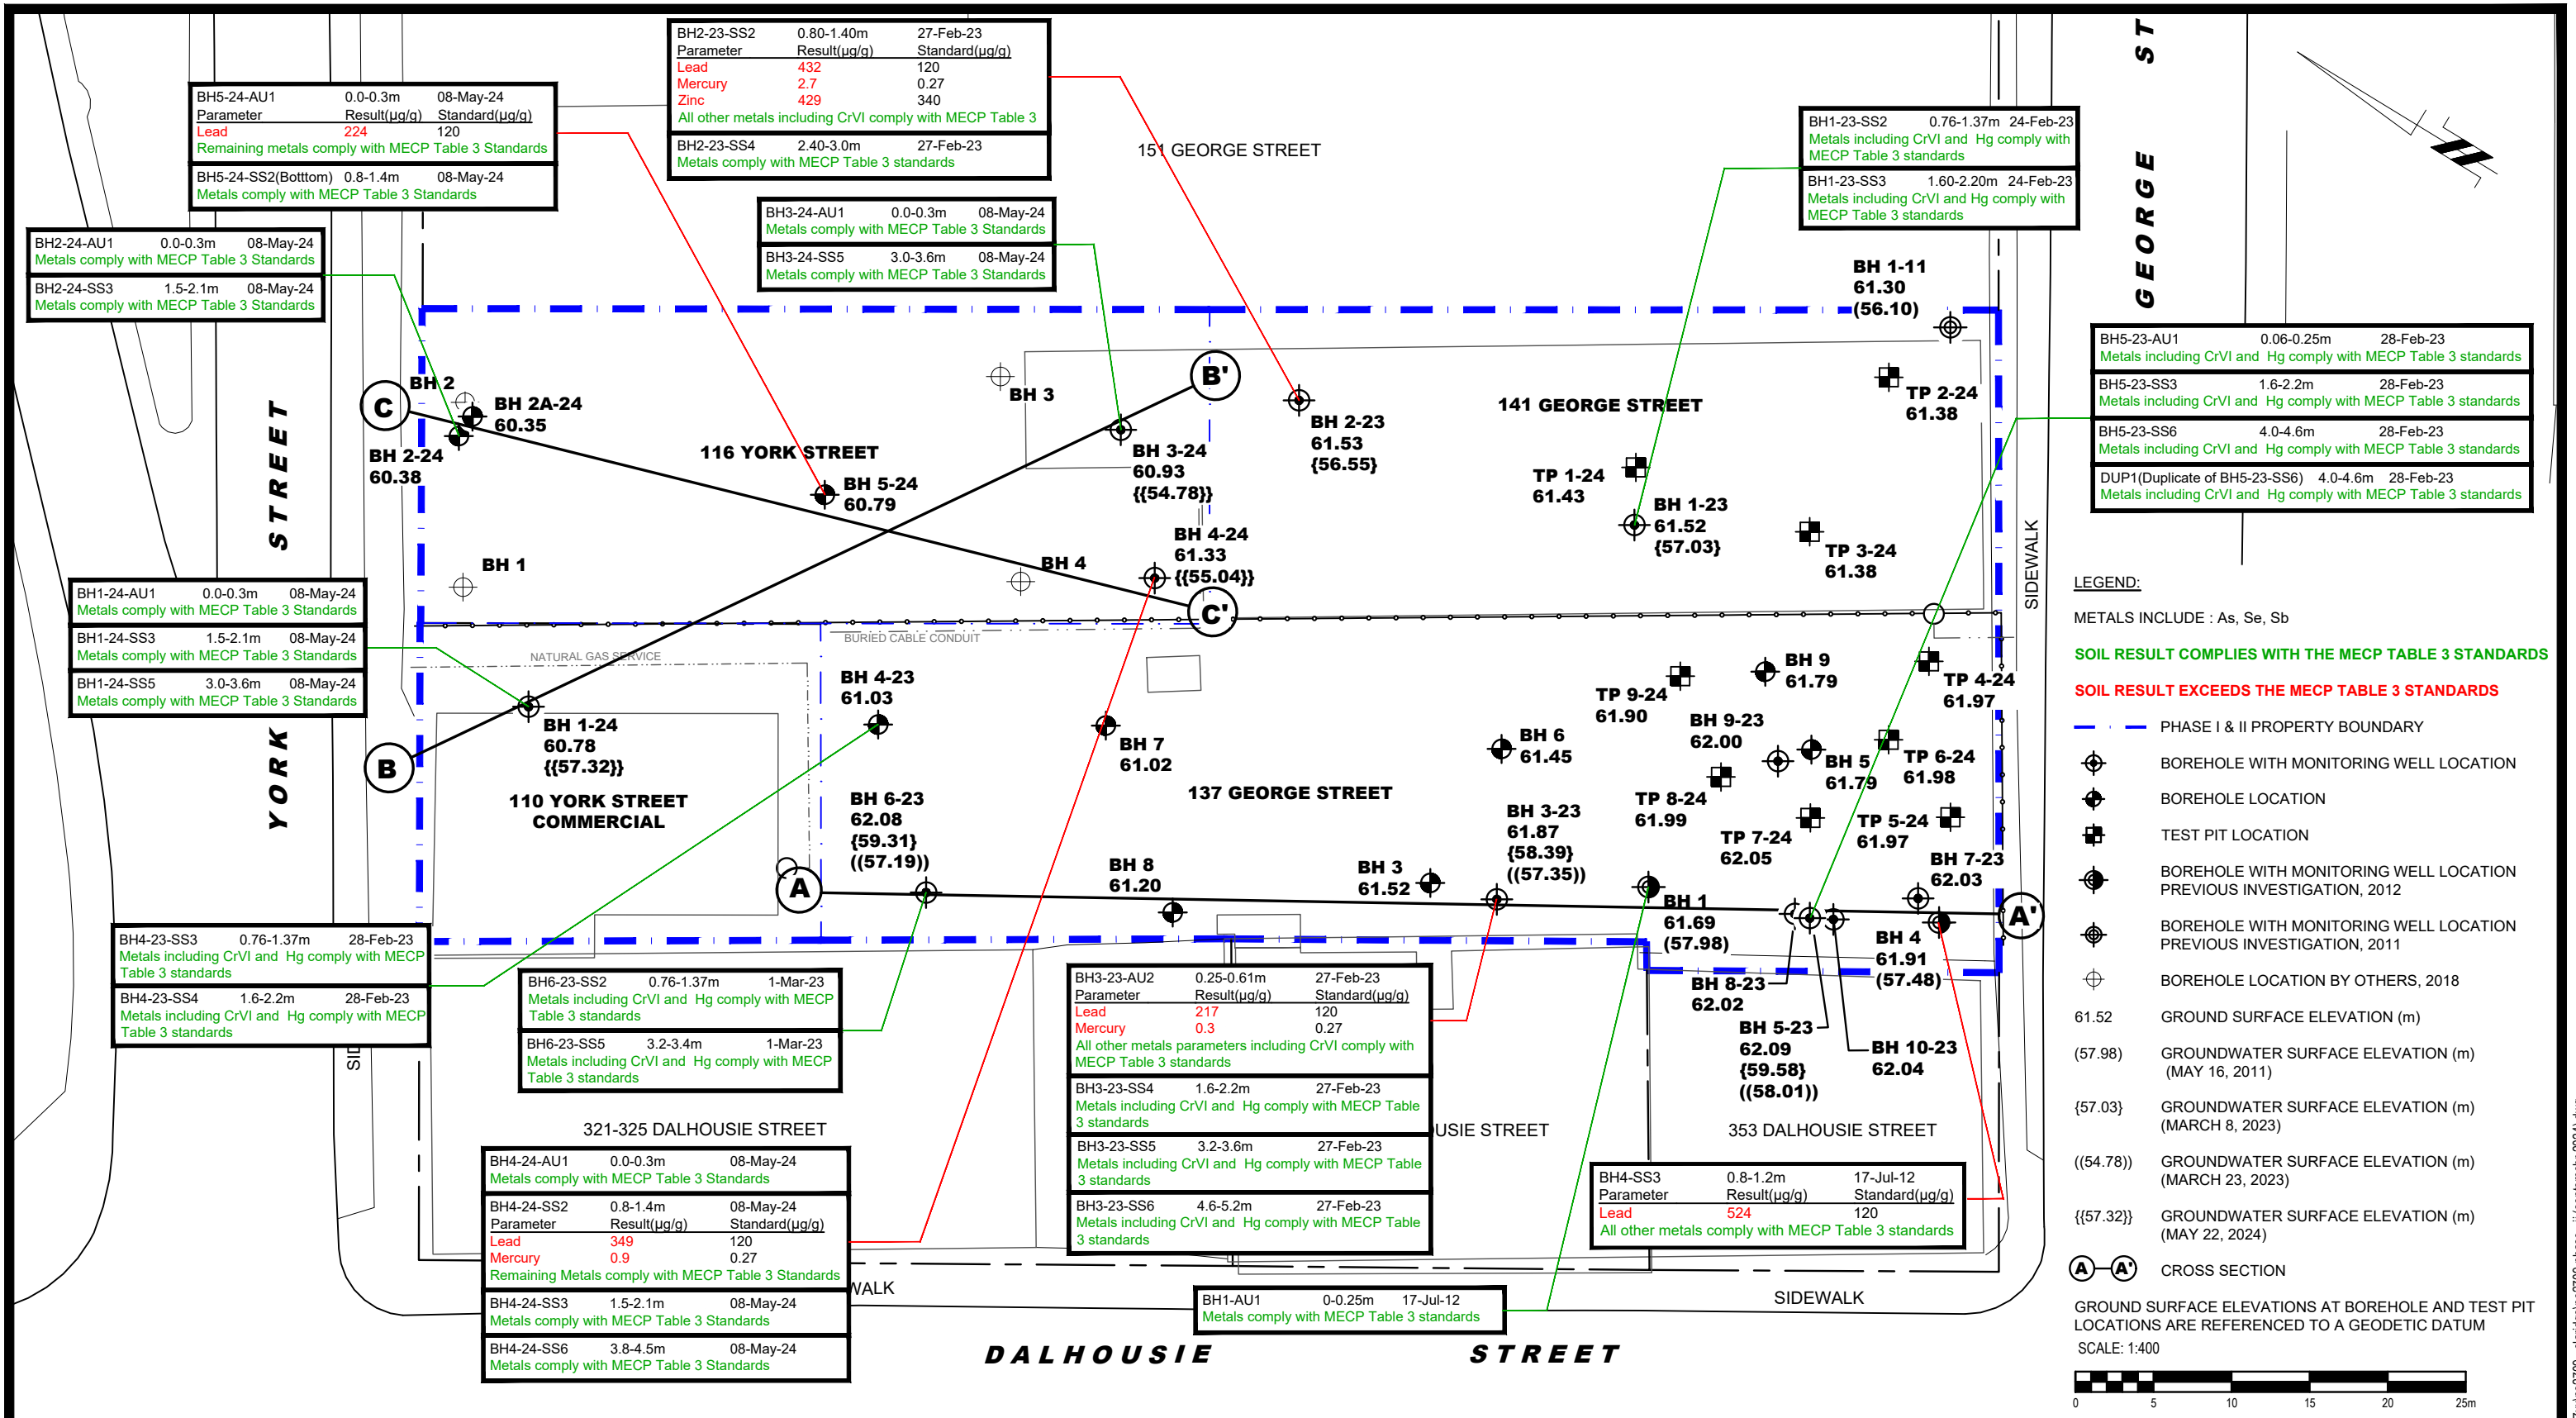 BH2-23-SS2 0.80-1.40m 27-Feb-23
Parameter Result(µg/g) Standard(µg/g)
Lead 432 120
Mercury 2.7 0.27
Zinc 429 340
All other metals including CrVI comply with MECP Table 3
BH2-23-SS4 2.40-3.0m 27-Feb-23
Metals comply with MECP Table 3 standards
BH5-24-AU1 0.0-0.3m 08-May-24
Parameter Result(µg/g) Standard(µg/g)
Lead 224 120
Remaining metals comply with MECP Table 3 Standards
BH5-24-SS2(Botttom) 0.8-1.4m 08-May-24
Metals comply with MECP Table 3 Standards
BH1-23-SS2 0.76-1.37m 24-Feb-23
Metals including CrVI and Hg comply with
MECP Table 3 standards
BH1-23-SS3 1.60-2.20m 24-Feb-23
Metals including CrVI and Hg comply with
MECP Table 3 standards
151 GEORGE STREET
GEORGE ST
BH3-24-AU1 0.0-0.3m 08-May-24
Metals comply with MECP Table 3 Standards
BH3-24-SS5 3.0-3.6m 08-May-24
Metals comply with MECP Table 3 Standards
BH2-24-AU1 0.0-0.3m 08-May-24
Metals comply with MECP Table 3 Standards
BH2-24-SS3 1.5-2.1m 08-May-24
Metals comply with MECP Table 3 Standards
BH 1-11
61.30
(56.10)
BH5-23-AU1 0.06-0.25m 28-Feb-23
Metals including CrVI and Hg comply with MECP Table 3 standards
BH5-23-SS3 1.6-2.2m 28-Feb-23
Metals including CrVI and Hg comply with MECP Table 3 standards
BH5-23-SS6 4.0-4.6m 28-Feb-23
Metals including CrVI and Hg comply with MECP Table 3 standards
DUP1(Duplicate of BH5-23-SS6) 4.0-4.6m 28-Feb-23
Metals including CrVI and Hg comply with MECP Table 3 standards
C
BH 2
BH 2A-24
60.35
BH 2-24
60.38
BH 3
B'
BH 2-23
61.53
{56.55}
141 GEORGE STREET
TP 2-24
61.38
116 YORK STREET
BH 5-24
60.79
BH 3-24
60.93
{{54.78}}
TP 1-24
61.43
BH 1-23
61.52
{57.03}
TP 3-24
61.38
BH 4-24
61.33
{{55.04}}
BH 1
BH 4
C'
YORK STREET
SIDEWALK
BH1-24-AU1 0.0-0.3m 08-May-24
Metals comply with MECP Table 3 Standards
BH1-24-SS3 1.5-2.1m 08-May-24
Metals comply with MECP Table 3 Standards
BH1-24-SS5 3.0-3.6m 08-May-24
Metals comply with MECP Table 3 Standards
BURIED CABLE CONDUIT
NATURAL GAS SERVICE
BH 4-23
61.03
BH 1-24
60.78
{{57.32}}
B
BH 7
61.02
BH 6
61.45
TP 9-24
61.90
BH 9
61.79
TP 4-24
61.97
BH 9-23
62.00
BH 5
61.79
TP 6-24
61.98
TP 8-24
61.99
TP 7-24
62.05
TP 5-24
61.97
BH 7-23
62.03
110 YORK STREET
COMMERCIAL
137 GEORGE STREET
BH 6-23
62.08
{59.31}
((57.19))
BH 3-23
61.87
{58.39}
((57.35))
A
BH 8
61.20
BH 3
61.52
BH 1
61.69
(57.98)
BH 4
61.91
(57.48)
A'
BH 8-23
62.02
BH 5-23
62.09
{59.58}
((58.01))
BH 10-23
62.04
BH4-23-SS3 0.76-1.37m 28-Feb-23
Metals including CrVI and Hg comply with MECP
Table 3 standards
BH4-23-SS4 1.6-2.2m 28-Feb-23
Metals including CrVI and Hg comply with MECP
Table 3 standards
SID
BH6-23-SS2 0.76-1.37m 1-Mar-23
Metals including CrVI and Hg comply with MECP
Table 3 standards
BH6-23-SS5 3.2-3.4m 1-Mar-23
Metals including CrVI and Hg comply with MECP
Table 3 standards
BH3-23-AU2 0.25-0.61m 27-Feb-23
Parameter Result(µg/g) Standard(µg/g)
Lead 217 120
Mercury 0.3 0.27
All other metals parameters including CrVI comply with
MECP Table 3 standards
BH3-23-SS4 1.6-2.2m 27-Feb-23
Metals including CrVI and Hg comply with MECP Table
3 standards
BH3-23-SS5 3.2-3.6m 27-Feb-23
Metals including CrVI and Hg comply with MECP Table
3 standards
BH3-23-SS6 4.6-5.2m 27-Feb-23
Metals including CrVI and Hg comply with MECP Table
3 standards
321-325 DALHOUSIE STREET
USIE STREET
353 DALHOUSIE STREET
BH4-24-AU1 0.0-0.3m 08-May-24
Metals comply with MECP Table 3 Standards
BH4-24-SS2 0.8-1.4m 08-May-24
Parameter Result(µg/g) Standard(µg/g)
Lead 349 120
Mercury 0.9 0.27
Remaining Metals comply with MECP Table 3 Standards
BH4-24-SS3 1.5-2.1m 08-May-24
Metals comply with MECP Table 3 Standards
BH4-24-SS6 3.8-4.5m 08-May-24
Metals comply with MECP Table 3 Standards
BH4-SS3 0.8-1.2m 17-Jul-12
Parameter Result(µg/g) Standard(µg/g)
Lead 524 120
All other metals comply with MECP Table 3 standards
WALK
BH1-AU1 0-0.25m 17-Jul-12
Metals comply with MECP Table 3 standards
SIDEWALK
DALHOUSIE STREET
LEGEND:
METALS INCLUDE : As, Se, Sb
SOIL RESULT COMPLIES WITH THE MECP TABLE 3 STANDARDS
SOIL RESULT EXCEEDS THE MECP TABLE 3 STANDARDS
PHASE I & II PROPERTY BOUNDARY
BOREHOLE WITH MONITORING WELL LOCATION
BOREHOLE LOCATION
TEST PIT LOCATION
BOREHOLE WITH MONITORING WELL LOCATION
PREVIOUS INVESTIGATION, 2012
BOREHOLE WITH MONITORING WELL LOCATION
PREVIOUS INVESTIGATION, 2011
BOREHOLE LOCATION BY OTHERS, 2018
61.52 GROUND SURFACE ELEVATION (m)
(57.98) GROUNDWATER SURFACE ELEVATION (m)
(MAY 16, 2011)
{57.03} GROUNDWATER SURFACE ELEVATION (m)
(MARCH 8, 2023)
((54.78)) GROUNDWATER SURFACE ELEVATION (m)
(MARCH 23, 2023)
{{57.32}} GROUNDWATER SURFACE ELEVATION (m)
(MAY 22, 2024)
A A' CROSS SECTION
GROUND SURFACE ELEVATIONS AT BOREHOLE AND TEST PIT
LOCATIONS ARE REFERENCED TO A GEODETIC DATUM
SCALE: 1:400
0 5 10 15 20 25m